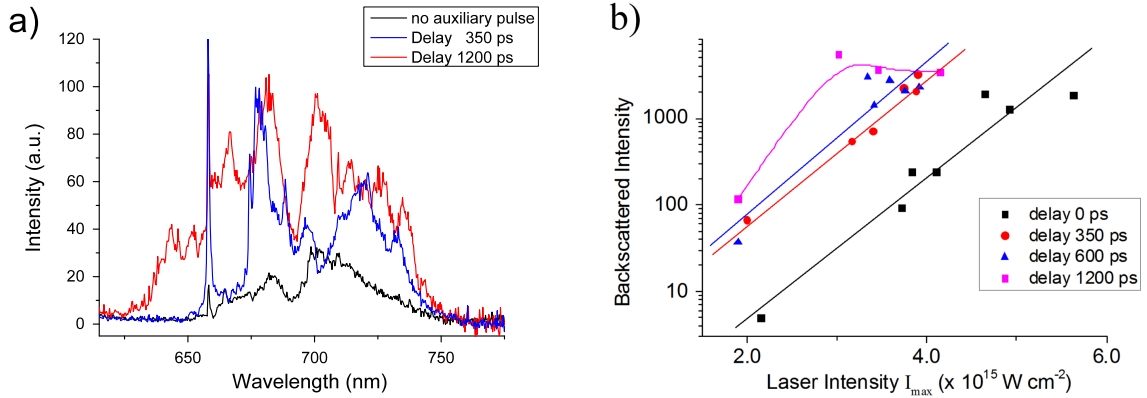 a)
no auxiliary pulse
Delay 350 ps
Delay 1200 ps
120
100
80
60
40
20
0
Intensity (a.u.)
650
700
750
Wavelength (nm)
b)
1000
100
10
Backscattered Intensity
delay 0 ps
delay 350 ps
delay 600 ps
delay 1200 ps
2.0
4.0
6.0
Laser Intensity I_max (x 10^15 W cm^-2)